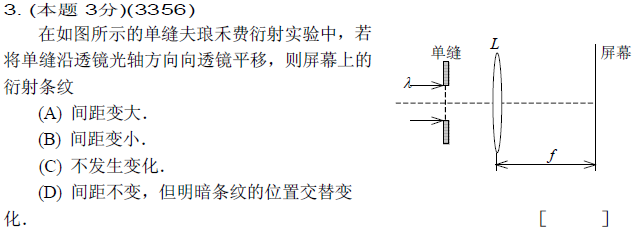 3. (本题 3分)(3356)
在如图所示的单缝夫琅禾费衍射实验中，若
将单缝沿透镜光轴方向向透镜平移，则屏幕上的
衍射条纹
(A) 间距变大．
(B) 间距变小．
(C) 不发生变化．
(D) 间距不变，但明暗条纹的位置交替变
化．
[ ]
单缝
L
屏幕
λ
f